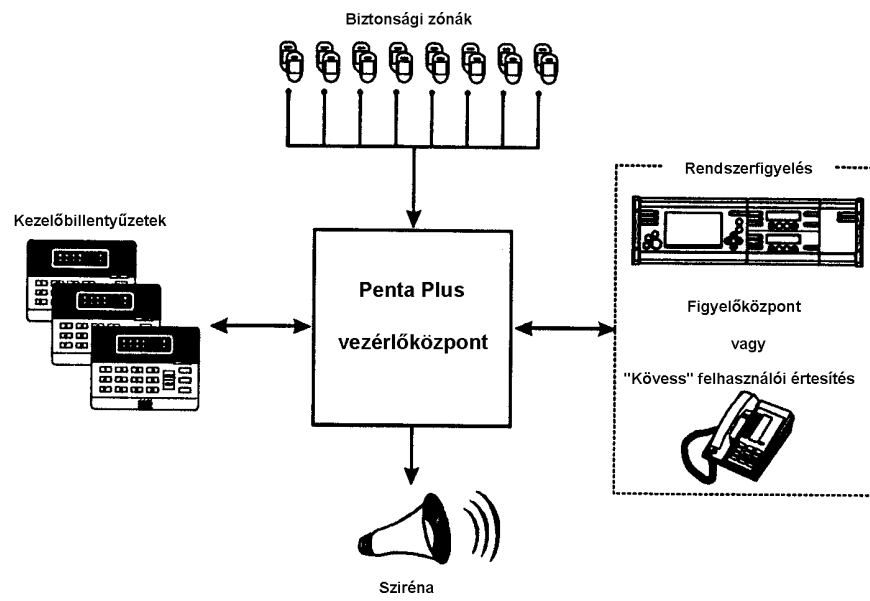 Biztonsági zónák
Rendszerfigyelés
Kezelőbillentyűzetek
Penta Plus
vezérlőközpont
Figyelőközpont
vagy
"Kövess" felhasználói értesítés
Sziréna